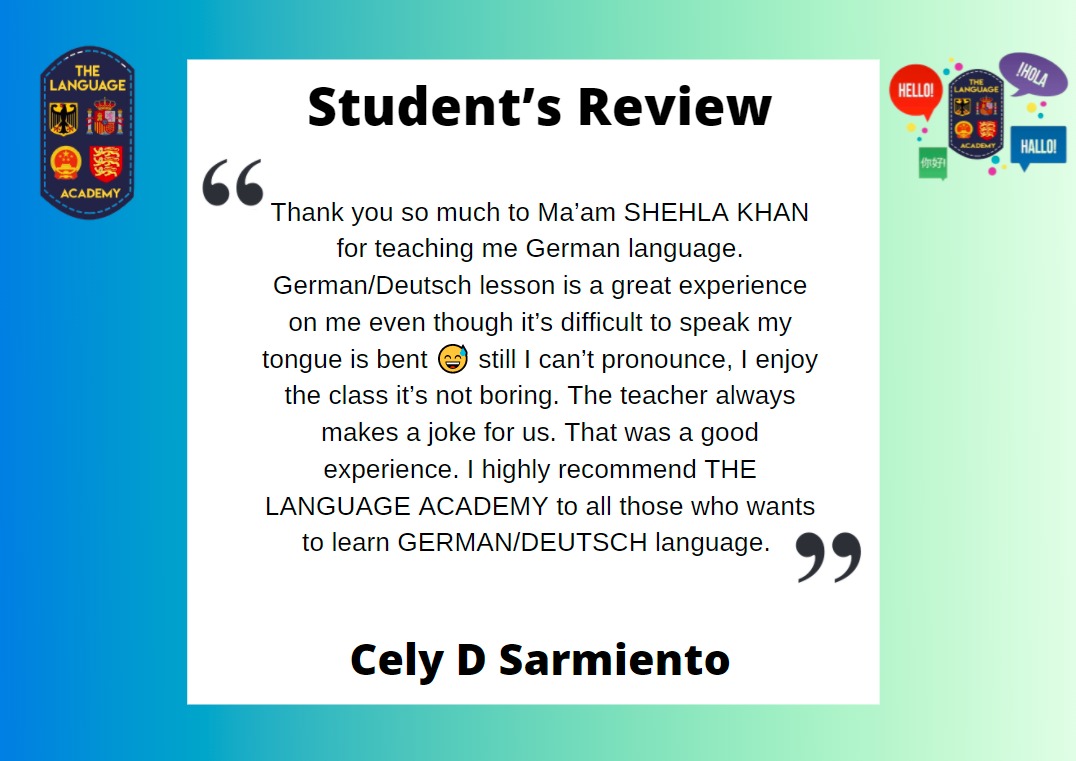 THE
LANGUAGE
ACADEMY
HELLO!
¡HOLA
THE
LANGUAGE
ACADEMY
HALLO!
你好!
Student’s Review
“
Thank you so much to Ma’am SHEHLA KHAN
for teaching me German language.
German/Deutsch lesson is a great experience
on me even though it’s difficult to speak my
tongue is bent 😅 still I can’t pronounce, I enjoy
the class it’s not boring. The teacher always
makes a joke for us. That was a good
experience. I highly recommend THE
LANGUAGE ACADEMY to all those who wants
to learn GERMAN/DEUTSCH language.
”
Cely D Sarmiento